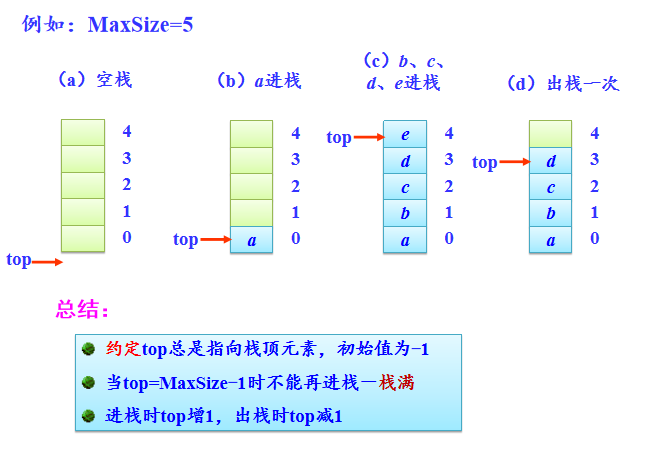 例如：MaxSize=5
（a）空栈
（b）a进栈
（c）b、c、
d、e进栈
（d）出栈一次
4
3
2
1
0
top
4
3
2
1
a
0
top
top
e
4
d
3
c
2
b
1
a
0
4
top
d
3
c
2
b
1
a
0
总结：
约定top总是指向栈顶元素，初始值为−1
当top=MaxSize−1时不能再进栈－栈满
进栈时top增1，出栈时top减1